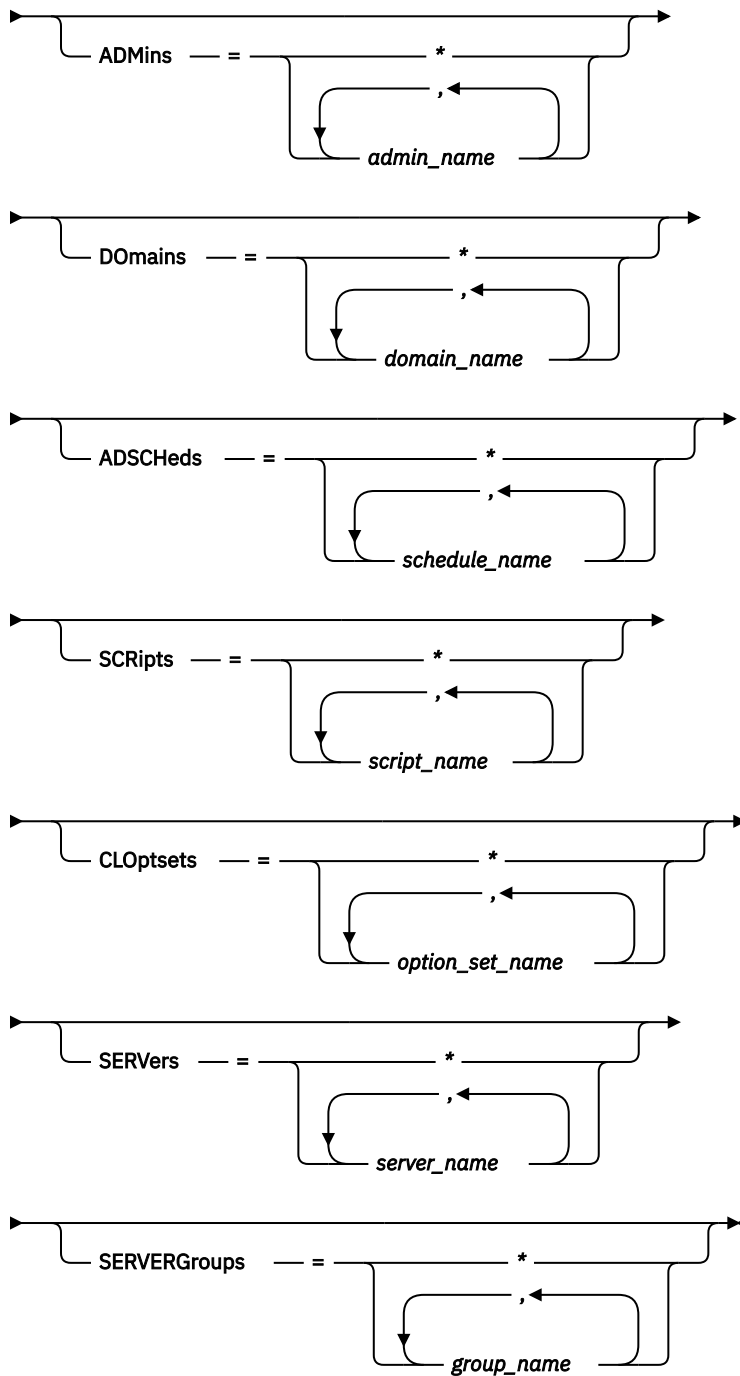 ADMins = *
,
admin_name
DOmains = *
,
domain_name
ADSCHeds = *
,
schedule_name
SCRipts = *
,
script_name
CLOptsets = *
,
option_set_name
SERVers = *
,
server_name
SERVERGroups = *
,
group_name